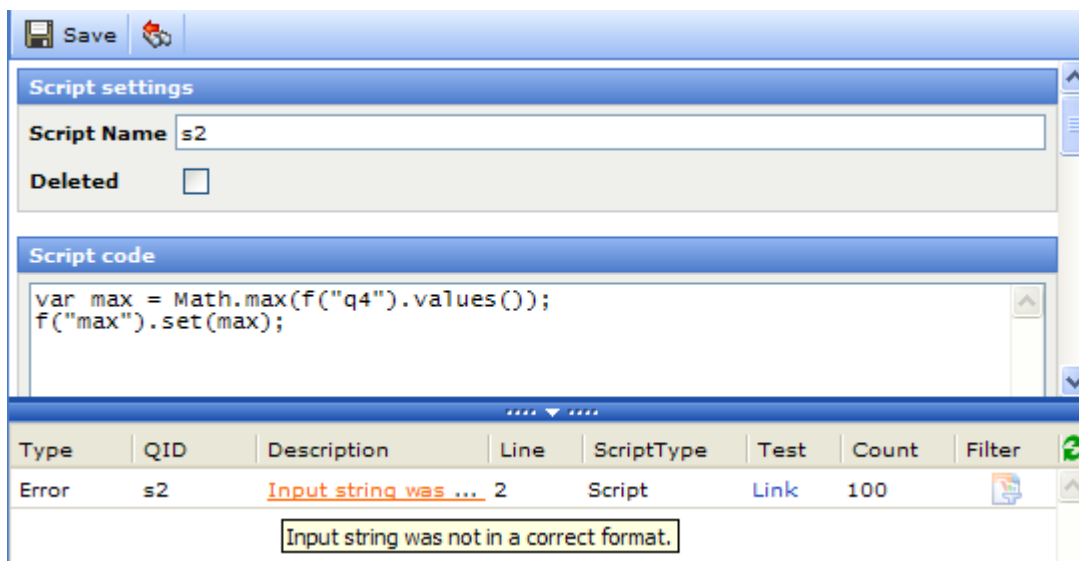 Save
Script settings
Script Name s2
Deleted
Script code
var max = Math.max(f("q4").values());
f("max").set(max);
Type QID Description Line ScriptType Test Count Filter
Error s2 Input string was ... 2 Script Link 100
Input string was not in a correct format.